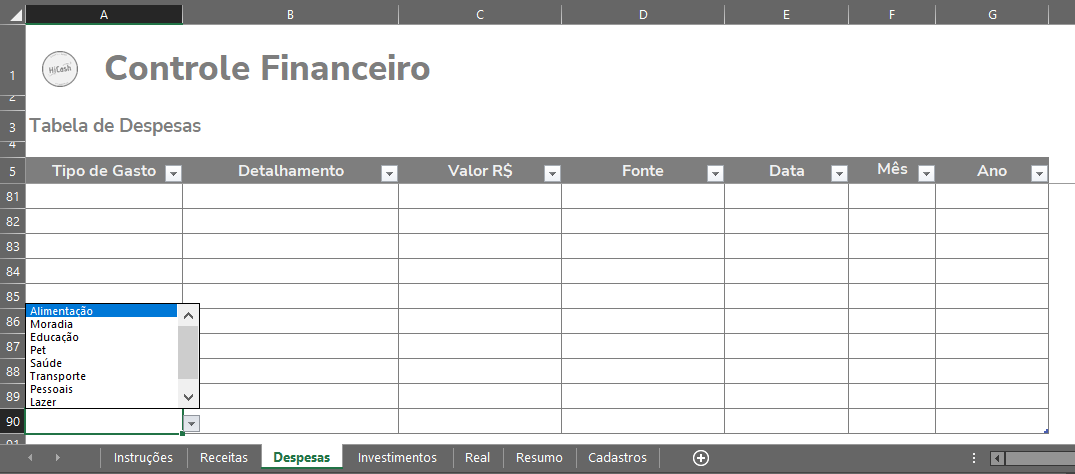 A B C D E F G
1 HiCash Controle Financeiro
2
3 Tabela de Despesas
4
5 Tipo de Gasto Detalhamento Valor R$ Fonte Data Mês Ano
81
82
83
84
85
Alimentação
86 Moradia
Educação
87 Pet
Saúde
88 Transporte
89 Pessoais
Lazer
90
91
Instruções Receitas Despesas Investimentos Real Resumo Cadastros